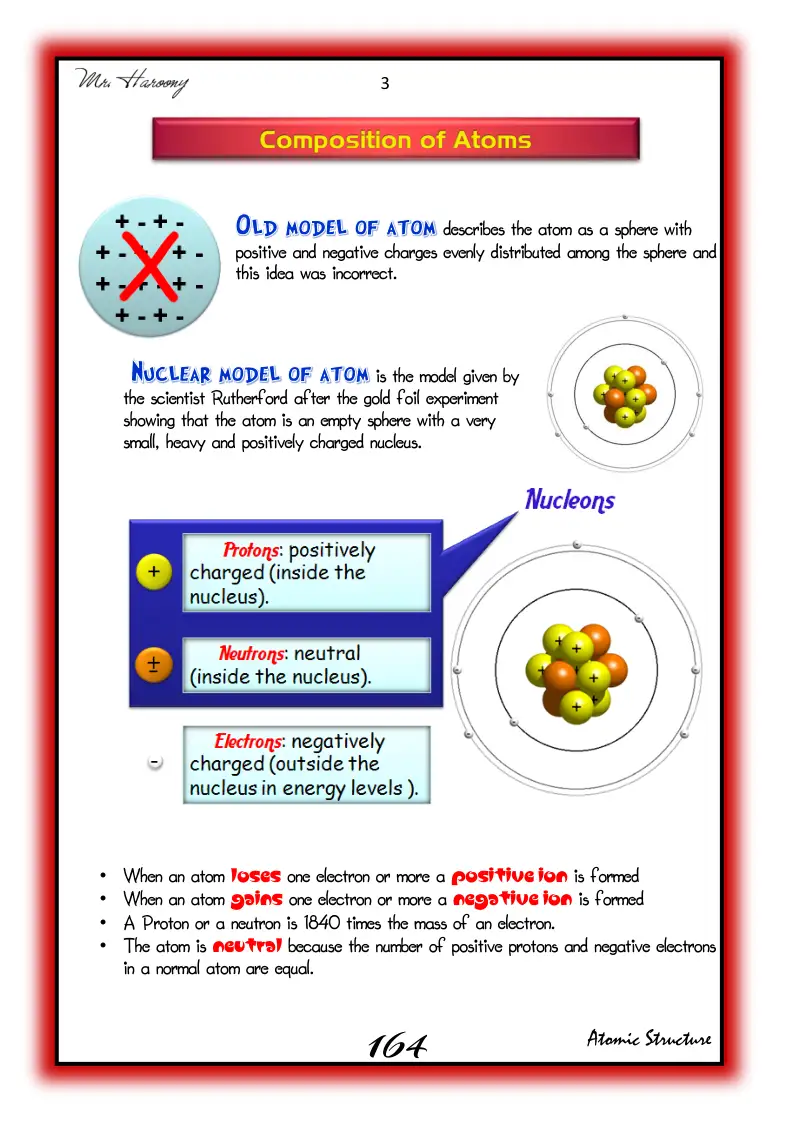 Mr. Haroony
3
Composition of Atoms
+ - + -
+ - + - + -
+ - + - + -
+ - + -
OLD MODEL OF ATOM describes the atom as a sphere with
positive and negative charges evenly distributed among the sphere and
this idea was incorrect.
NUCLEAR MODEL OF ATOM is the model given by
the scientist Rutherford after the gold foil experiment
showing that the atom is an empty sphere with a very
small, heavy and positively charged nucleus.
Nucleons
+
Protons: positively
charged (inside the
nucleus).
±
Neutrons: neutral
(inside the nucleus).
-
Electrons: negatively
charged (outside the
nucleus in energy levels ).
• When an atom loses one electron or more a positive ion is formed
• When an atom gains one electron or more a negative ion is formed
• A Proton or a neutron is 1840 times the mass of an electron.
• The atom is neutral because the number of positive protons and negative electrons
in a normal atom are equal.
164
Atomic Structure